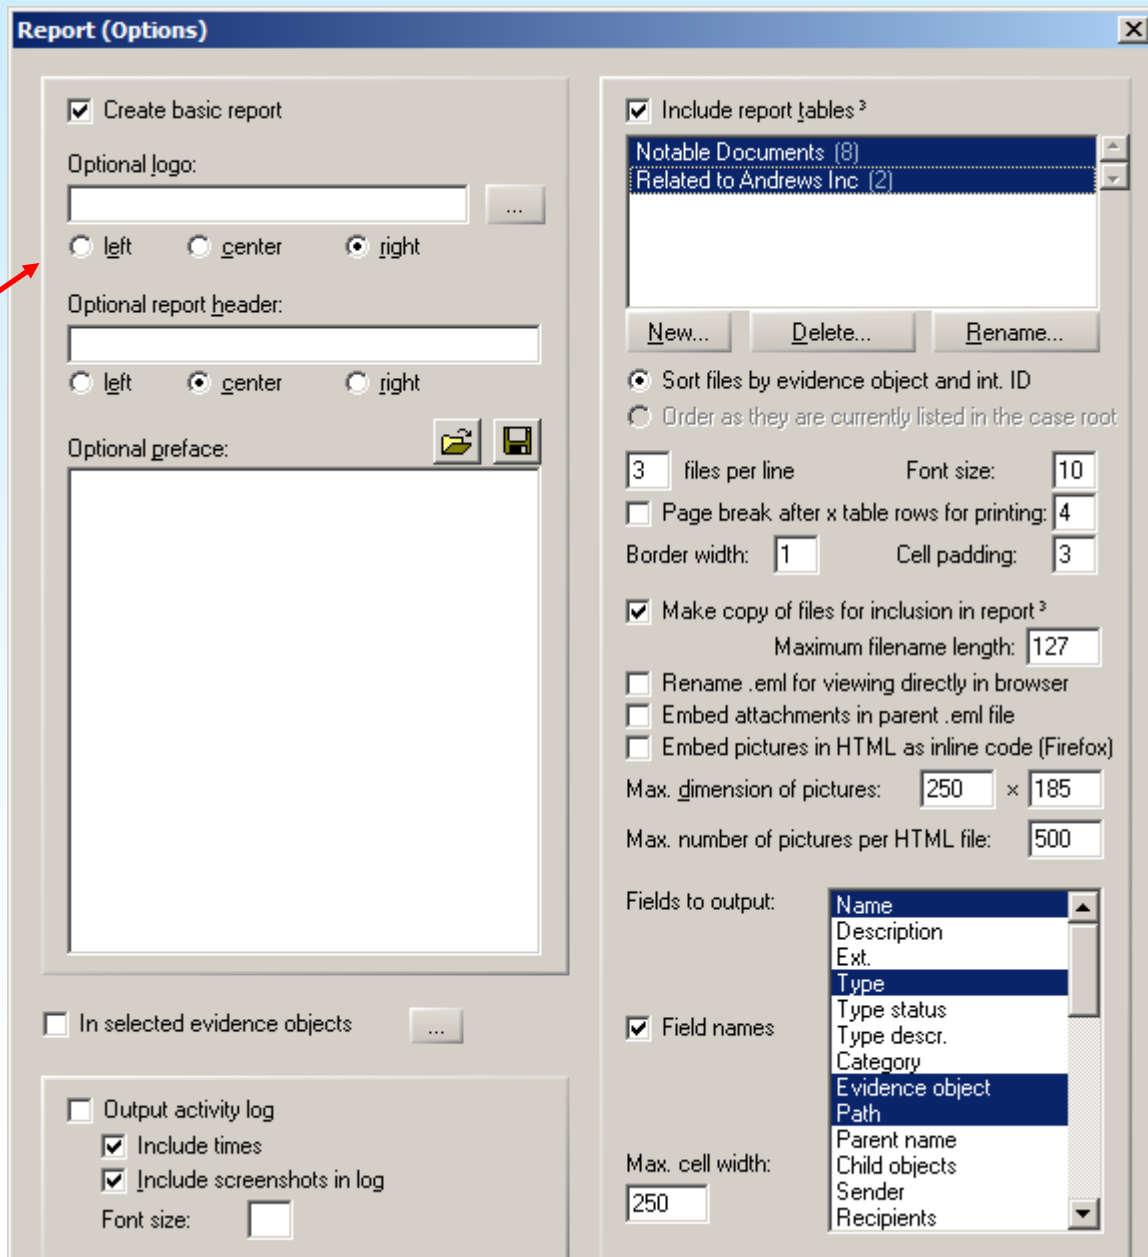 Report (Options)
Create basic report
Optional logo:
...
left center right
Optional report header:
left center right
Optional preface:
In selected evidence objects ...
Output activity log
Include times
Include screenshots in log
Font size:
Include report tables ³
Notable Documents (8)
Related to Andrews Inc (2)
New... Delete... Rename...
Sort files by evidence object and int. ID
Order as they are currently listed in the case root
3 files per line Font size: 10
Page break after x table rows for printing: 4
Border width: 1 Cell padding: 3
Make copy of files for inclusion in report ³
Maximum filename length: 127
Rename .eml for viewing directly in browser
Embed attachments in parent .eml file
Embed pictures in HTML as inline code (Firefox)
Max. dimension of pictures: 250 × 185
Max. number of pictures per HTML file: 500
Fields to output:
Field names
Max. cell width:
250
Name
Description
Ext.
Type
Type status
Type descr.
Category
Evidence object
Path
Parent name
Child objects
Sender
Recipients